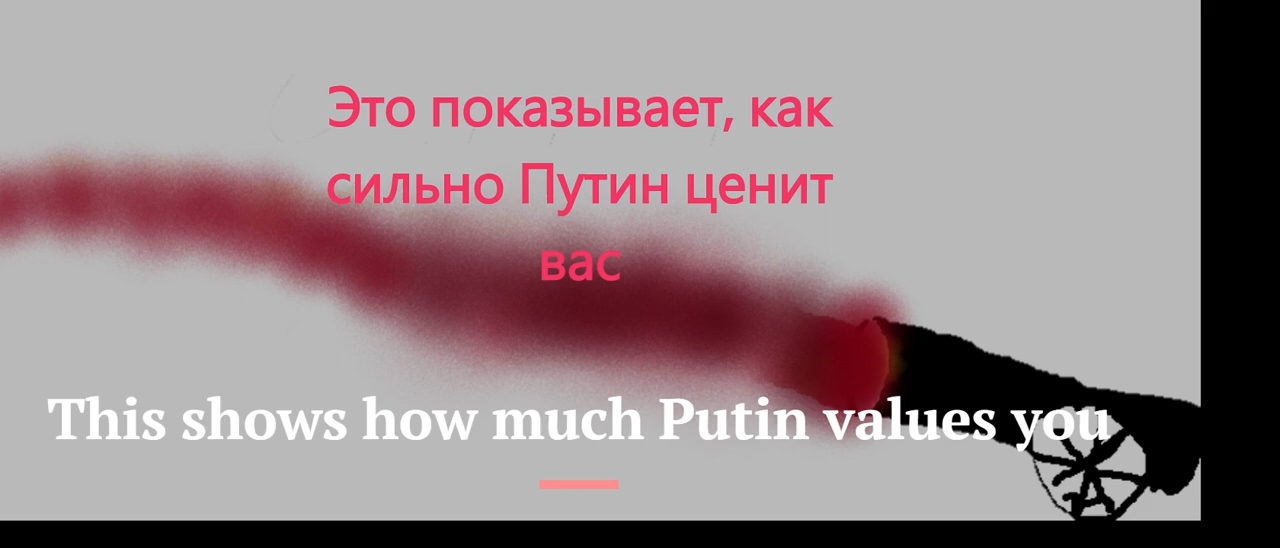 Это показывает, как
сильно Путин ценит
вас
This shows how much Putin values you